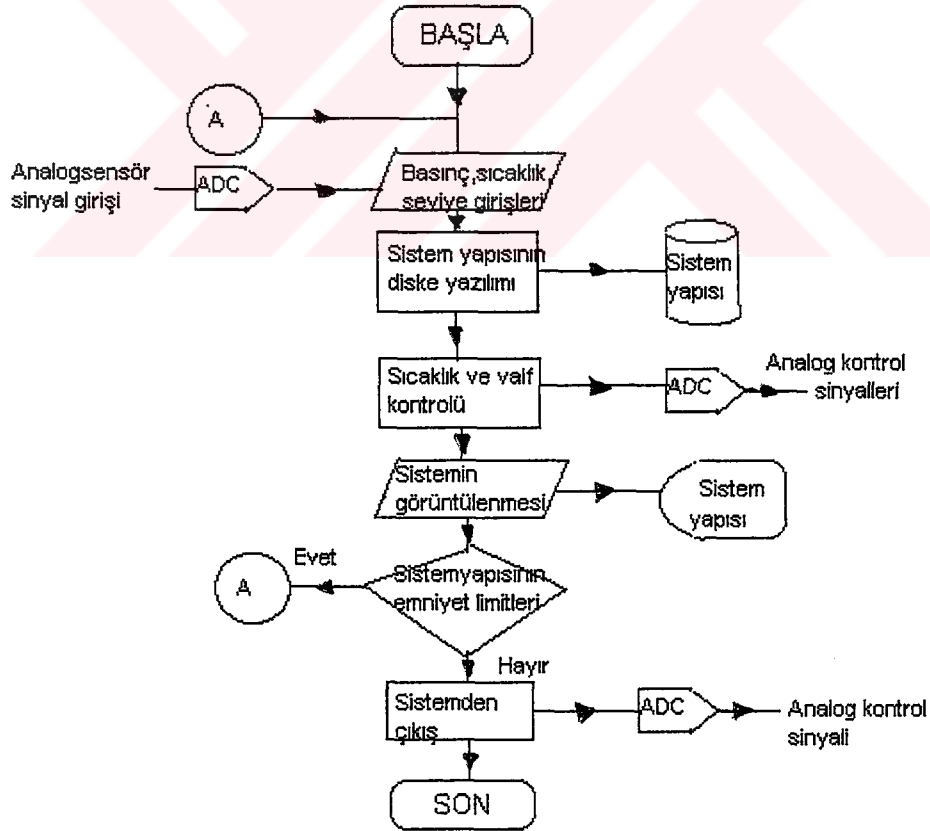 BAŞLA
A
Analogsensör
sinyal girişi
ADC
Basınç,sıcaklık,
seviye girişleri
Sistem yapısının
diske yazılımı
Sistem
yapısı
Sıcaklık ve valf
kontrolü
ADC
Analog kontrol
sinyalleri
Sistemin
görüntülenmesi
Sistem
yapısı
Evet
A
Sistemyapısının
emniyet limitleri
Hayır
Sistemden
çıkış
ADC
Analog kontrol
sinyali
SON